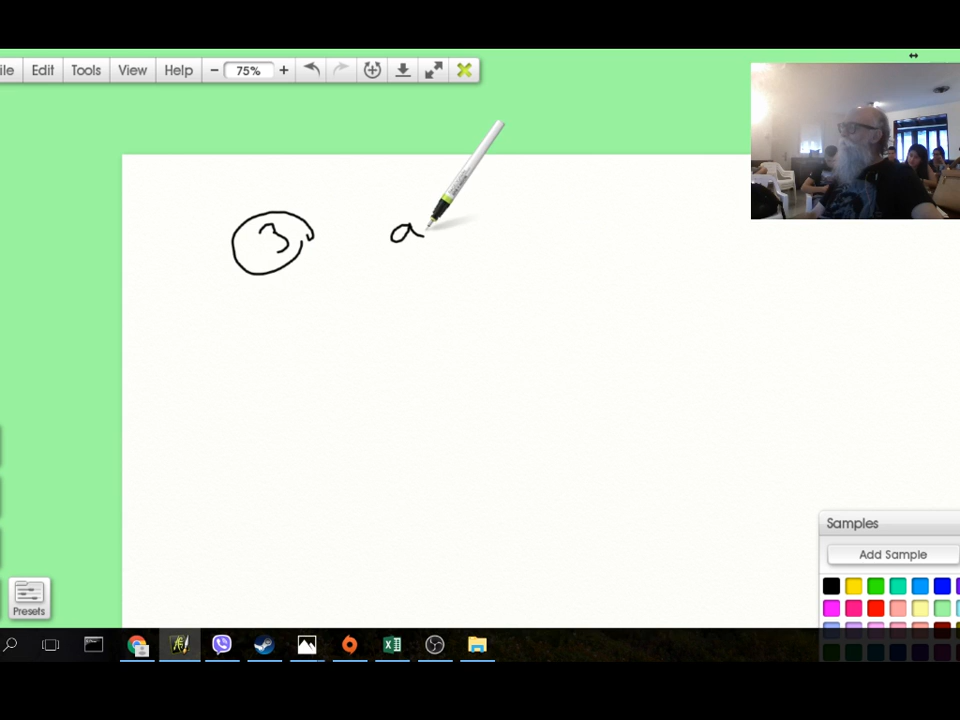 ile Edit Tools View Help − 75% +
3 a
Samples
Add Sample
Presets